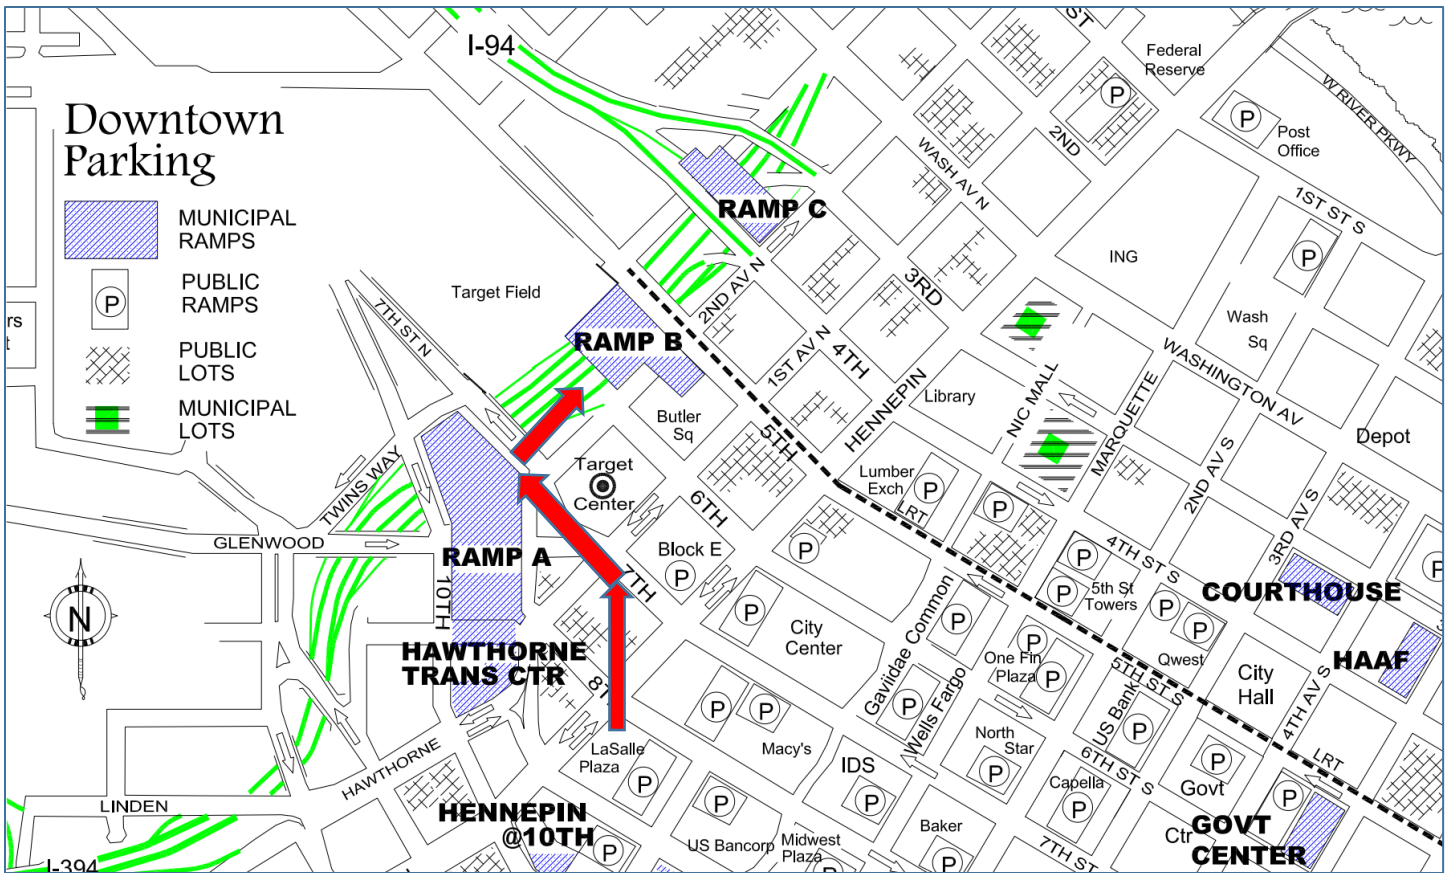 I-94
ST
Federal
Reserve
P
W RIVER PKWY
Downtown
Parking
P
Post
Office
2ND
WASH AV N
MUNICIPAL
RAMPS
RAMP C
1ST ST S
P
ING
PUBLIC
RAMPS
P
Target Field
2ND AV N
3RD
7TH ST N
rs
t
Wash
Sq
RAMP B
1ST AV N
4TH
PUBLIC
LOTS
WASHINGTON AV
HENNEPIN
Library
NIC MALL
MARQUETTE
MUNICIPAL
LOTS
Butler
Sq
5TH
Depot
Target
Center
Lumber
Exch
P
LRT
P
2ND AV S
TWINS WAY
6TH
3RD AV S
GLENWOOD
RAMP A
Block E
P
P
7TH
4TH ST S
P
5th St
Towers
P
P
P
P
COURTHOUSE
N
10TH
P
City
Center
Gaviidae Common
P
HAWTHORNE
TRANS CTR
P
One Fin
Plaza
P
Qwest
5TH ST S
HAAF
City
Hall
Wells Fargo
P
P
P
Macy's
US Bank
P
4TH AV S
HAWTHORNE
LaSalle
Plaza
P
IDS
P
North
Star
P
6TH ST S
P
LRT
Capella
P
Govt
P
LINDEN
HENNEPIN
@10TH
P
P
US Bancorp
Midwest
Plaza
P
Baker
P
7TH ST
Ctr
GOVT
CENTER
I-394